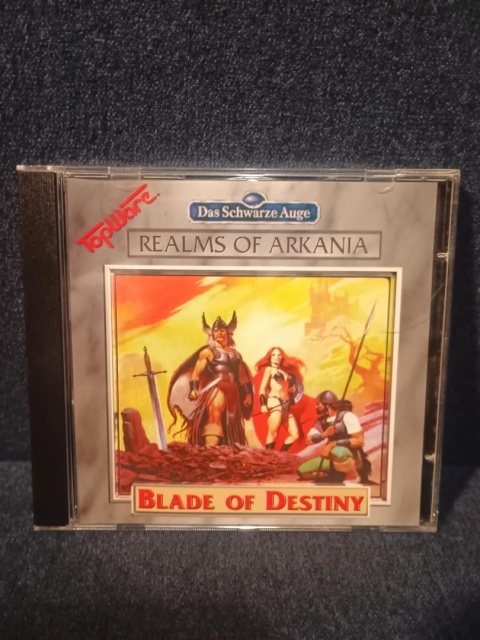 TopWare
Das Schwarze Auge
REALMS OF ARKANIA
BLADE OF DESTINY